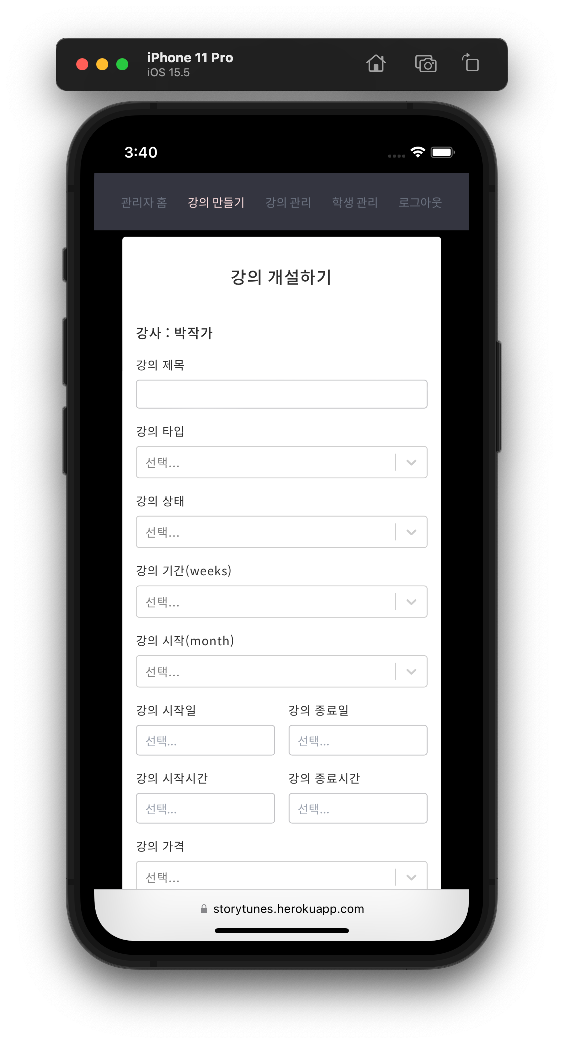 iPhone 11 Pro
iOS 15.5
3:40
관리자 홈 강의 만들기 강의 관리 학생 관리 로그아웃
강의 개설하기
강사 : 박작가
강의 제목
강의 타입
선택...
강의 상태
선택...
강의 기간(weeks)
선택...
강의 시작(month)
선택...
강의 시작일 강의 종료일
선택... 선택...
강의 시작시간 강의 종료시간
선택... 선택...
강의 가격
선택...
storytunes.herokuapp.com